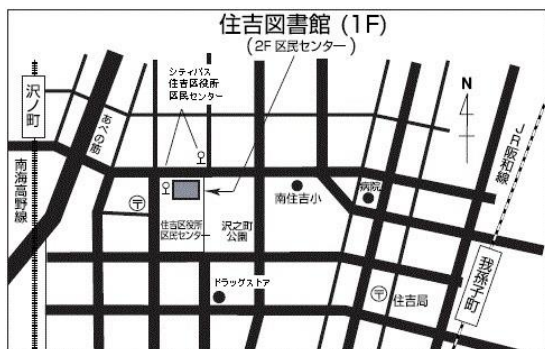 住吉図書館 (1F)
(2F 区民センター)
シティバス
住吉区役所
区民センター
沢ノ町
あべの筋
南海高野線
N
JR阪和線
〒
住吉区役所
区民センター
沢之町
公園
南住吉小
病院
我孫子町
ドラッグストア
〒
住吉局